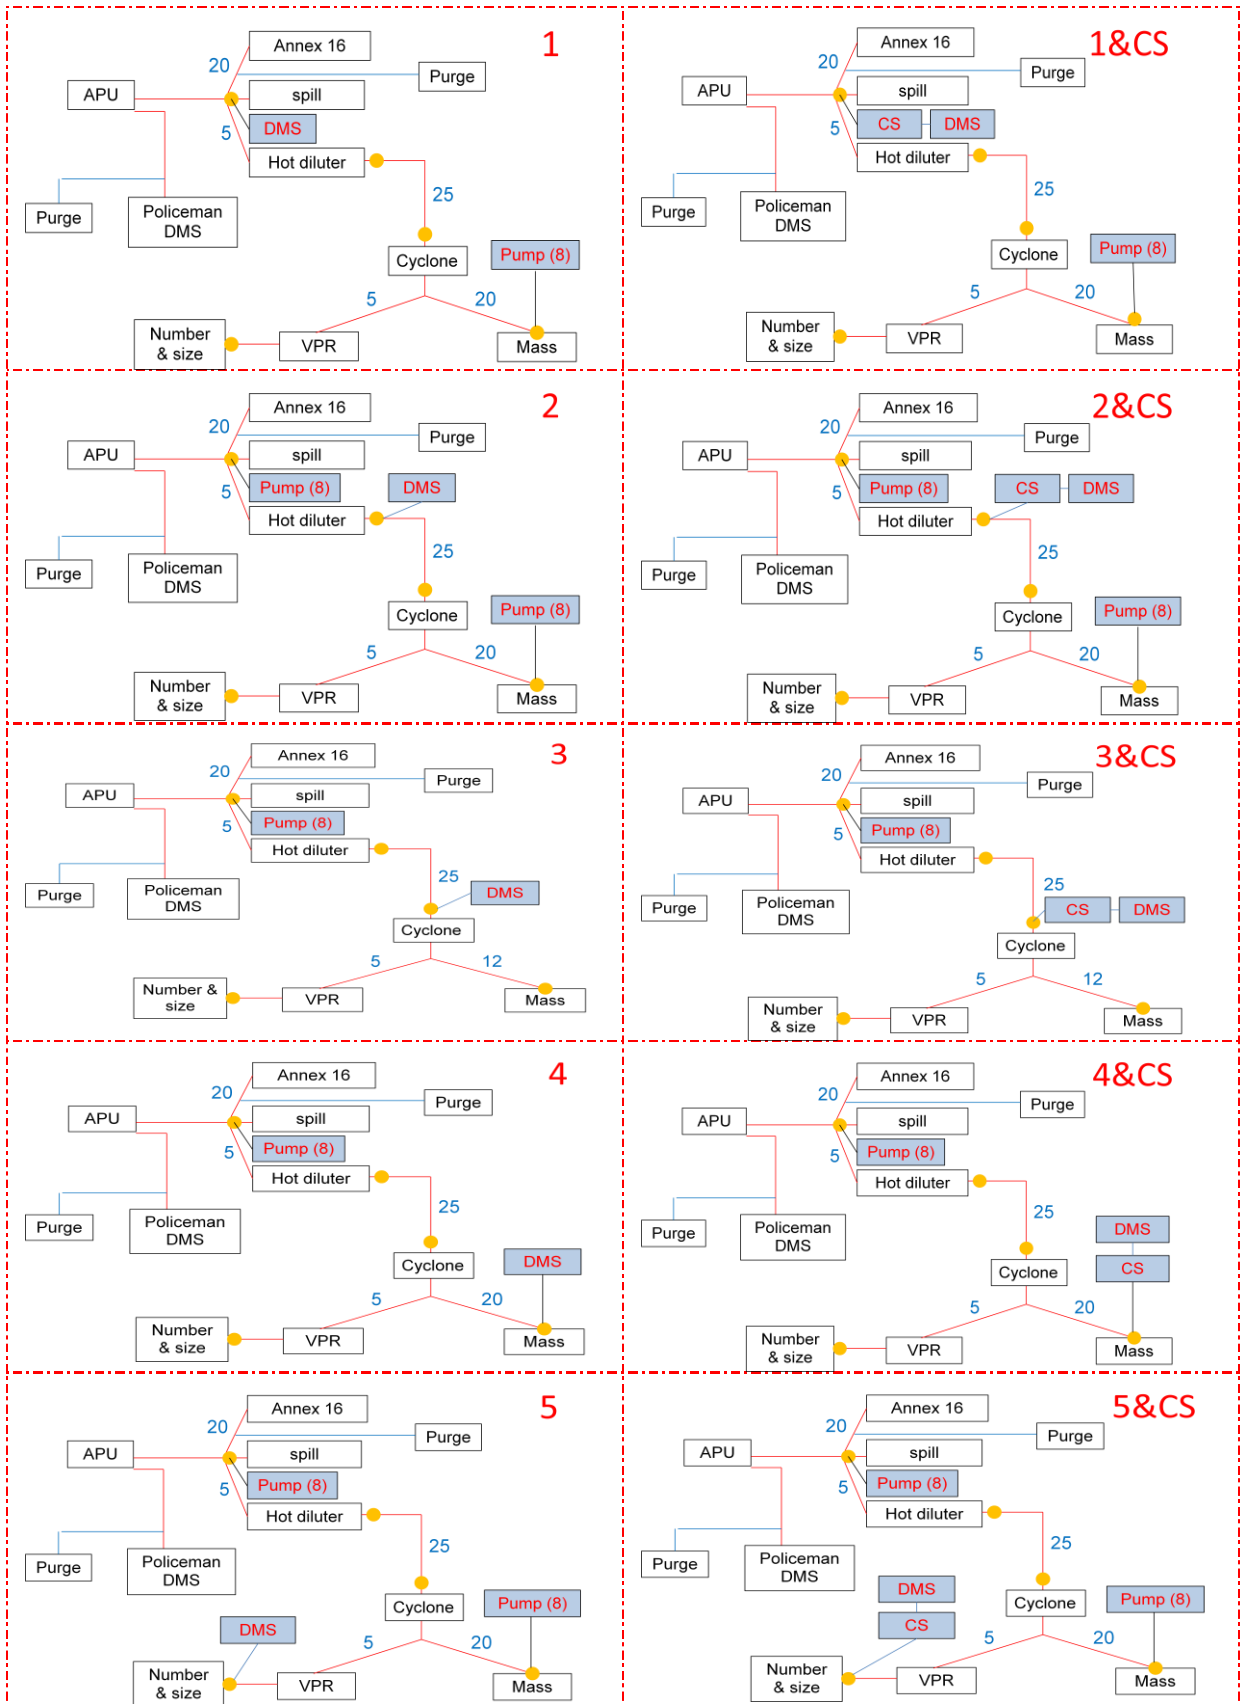 1
Annex 16
20
Purge
APU
spill
5
DMS
Hot diluter
25
Purge
Policeman
DMS
Cyclone
Pump (8)
5
20
Number
& size
VPR
Mass
1&CS
Annex 16
20
Purge
APU
spill
5
CS
DMS
Hot diluter
25
Purge
Policeman
DMS
Cyclone
Pump (8)
5
20
Number
& size
VPR
Mass
2
Annex 16
20
Purge
APU
spill
5
Pump (8)
DMS
Hot diluter
25
Purge
Policeman
DMS
Cyclone
Pump (8)
5
20
Number
& size
VPR
Mass
2&CS
Annex 16
20
Purge
APU
spill
5
Pump (8)
CS
DMS
Hot diluter
25
Purge
Policeman
DMS
Cyclone
Pump (8)
5
20
Number
& size
VPR
Mass
3
Annex 16
20
Purge
APU
spill
5
Pump (8)
Hot diluter
25
DMS
Purge
Policeman
DMS
Cyclone
5
12
Number &
size
VPR
Mass
3&CS
Annex 16
20
Purge
APU
spill
5
Pump (8)
Hot diluter
25
CS
DMS
Purge
Policeman
DMS
Cyclone
5
12
Number
& size
VPR
Mass
4
Annex 16
20
Purge
APU
spill
5
Pump (8)
Hot diluter
25
Purge
Policeman
DMS
Cyclone
DMS
5
20
Number
& size
VPR
Mass
4&CS
Annex 16
20
Purge
APU
spill
5
Pump (8)
Hot diluter
25
Purge
Policeman
DMS
DMS
Cyclone
CS
5
20
Number
& size
VPR
Mass
5
Annex 16
20
Purge
APU
spill
5
Pump (8)
Hot diluter
25
Purge
Policeman
DMS
Cyclone
Pump (8)
DMS
5
20
Number
& size
VPR
Mass
5&CS
Annex 16
20
Purge
APU
spill
5
Pump (8)
Hot diluter
25
Purge
Policeman
DMS
DMS
Cyclone
Pump (8)
CS
5
20
Number
& size
VPR
Mass